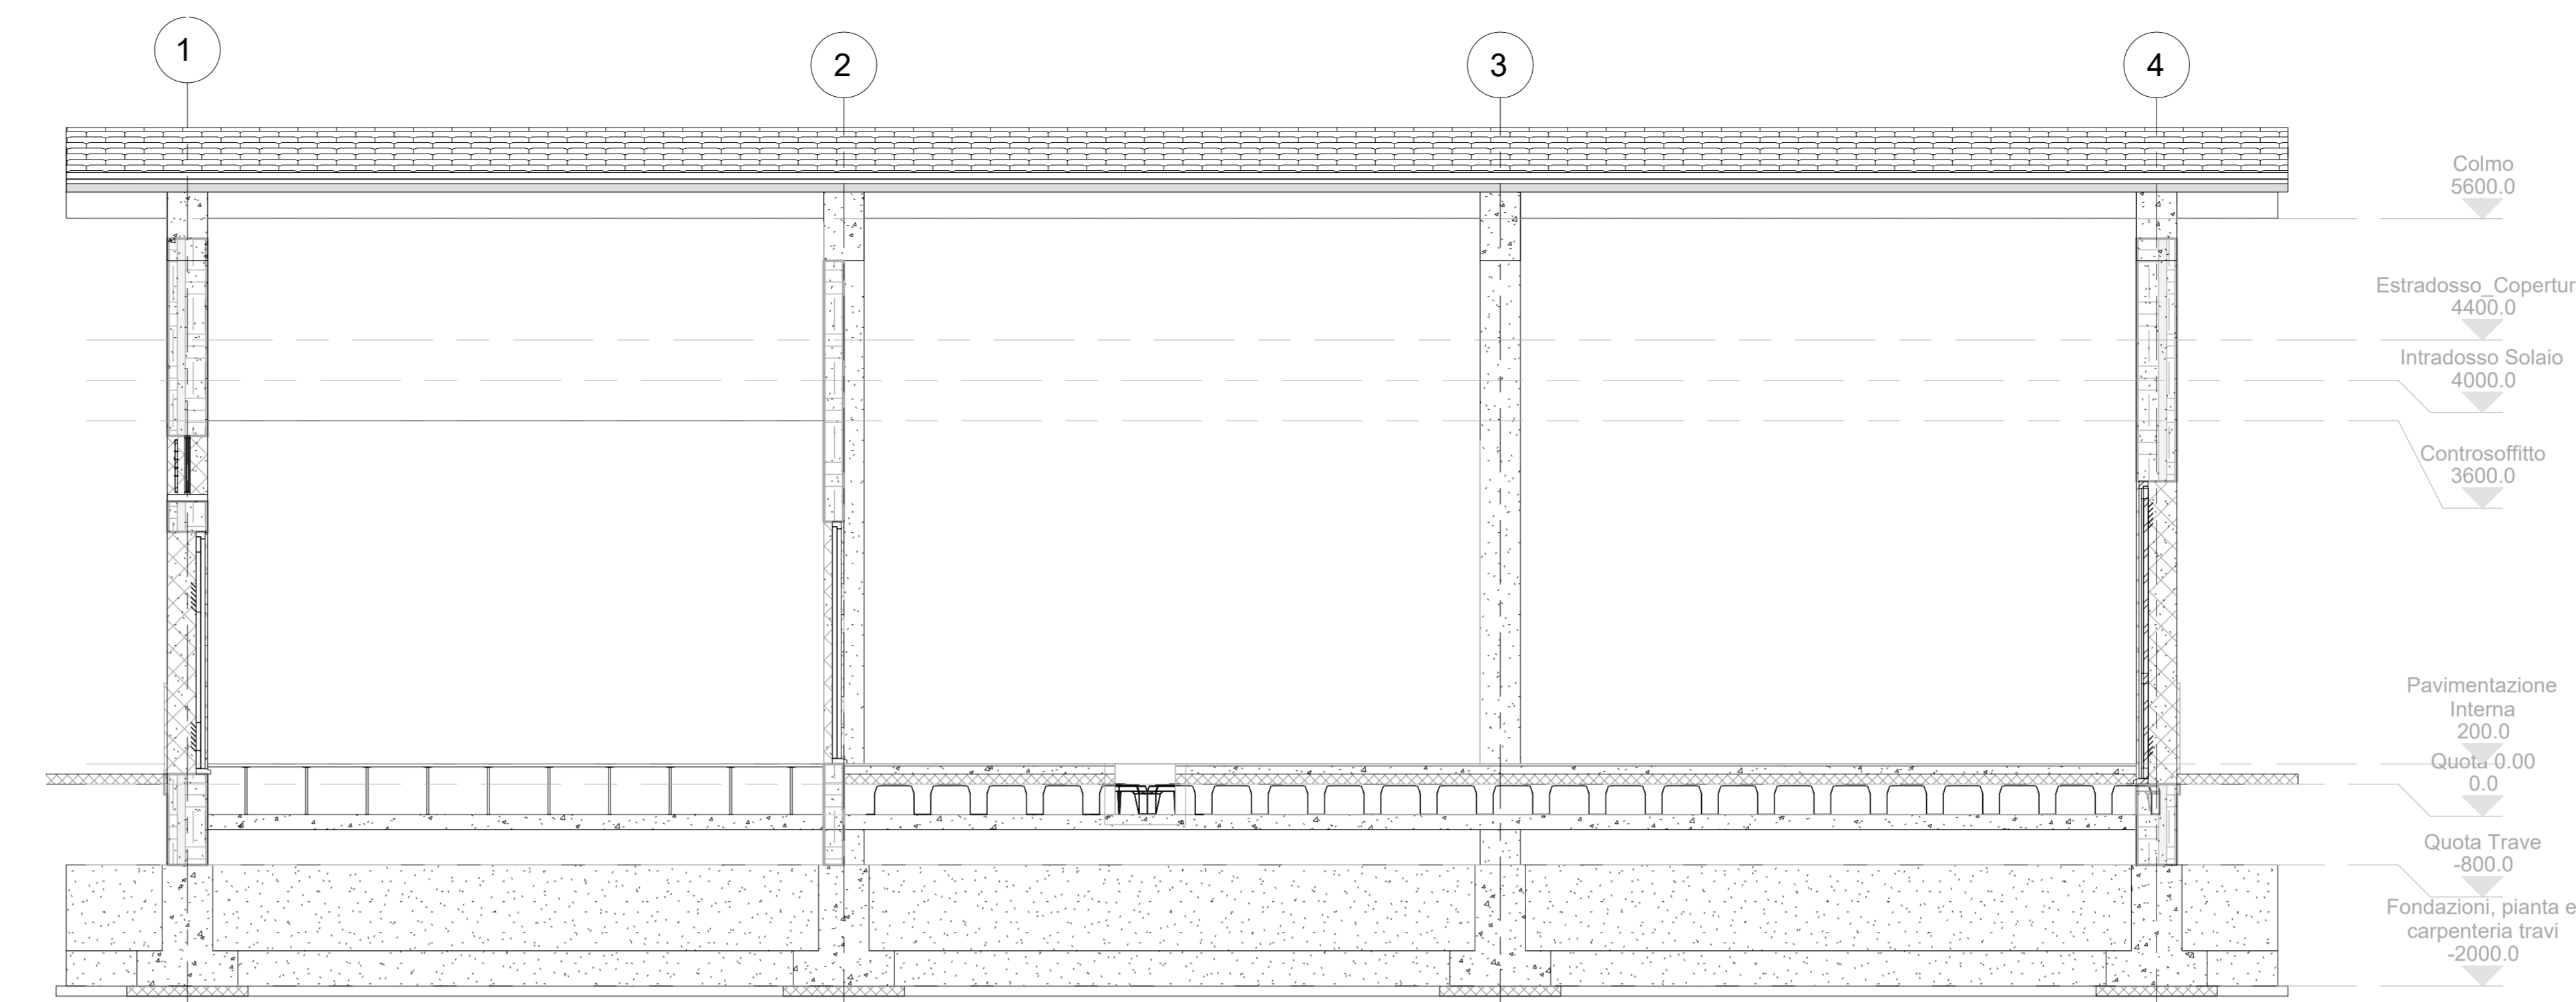 1
2
3
4
Colmo
5600.0
Estradosso_Copertur
4400.0
Intradosso Solaio
4000.0
Controsoffitto
3600.0
Pavimentazione
Interna
200.0
Quota 0.00
0.0
Quota Trave
-800.0
Fondazioni, pianta e
carpenteria travi
-2000.0